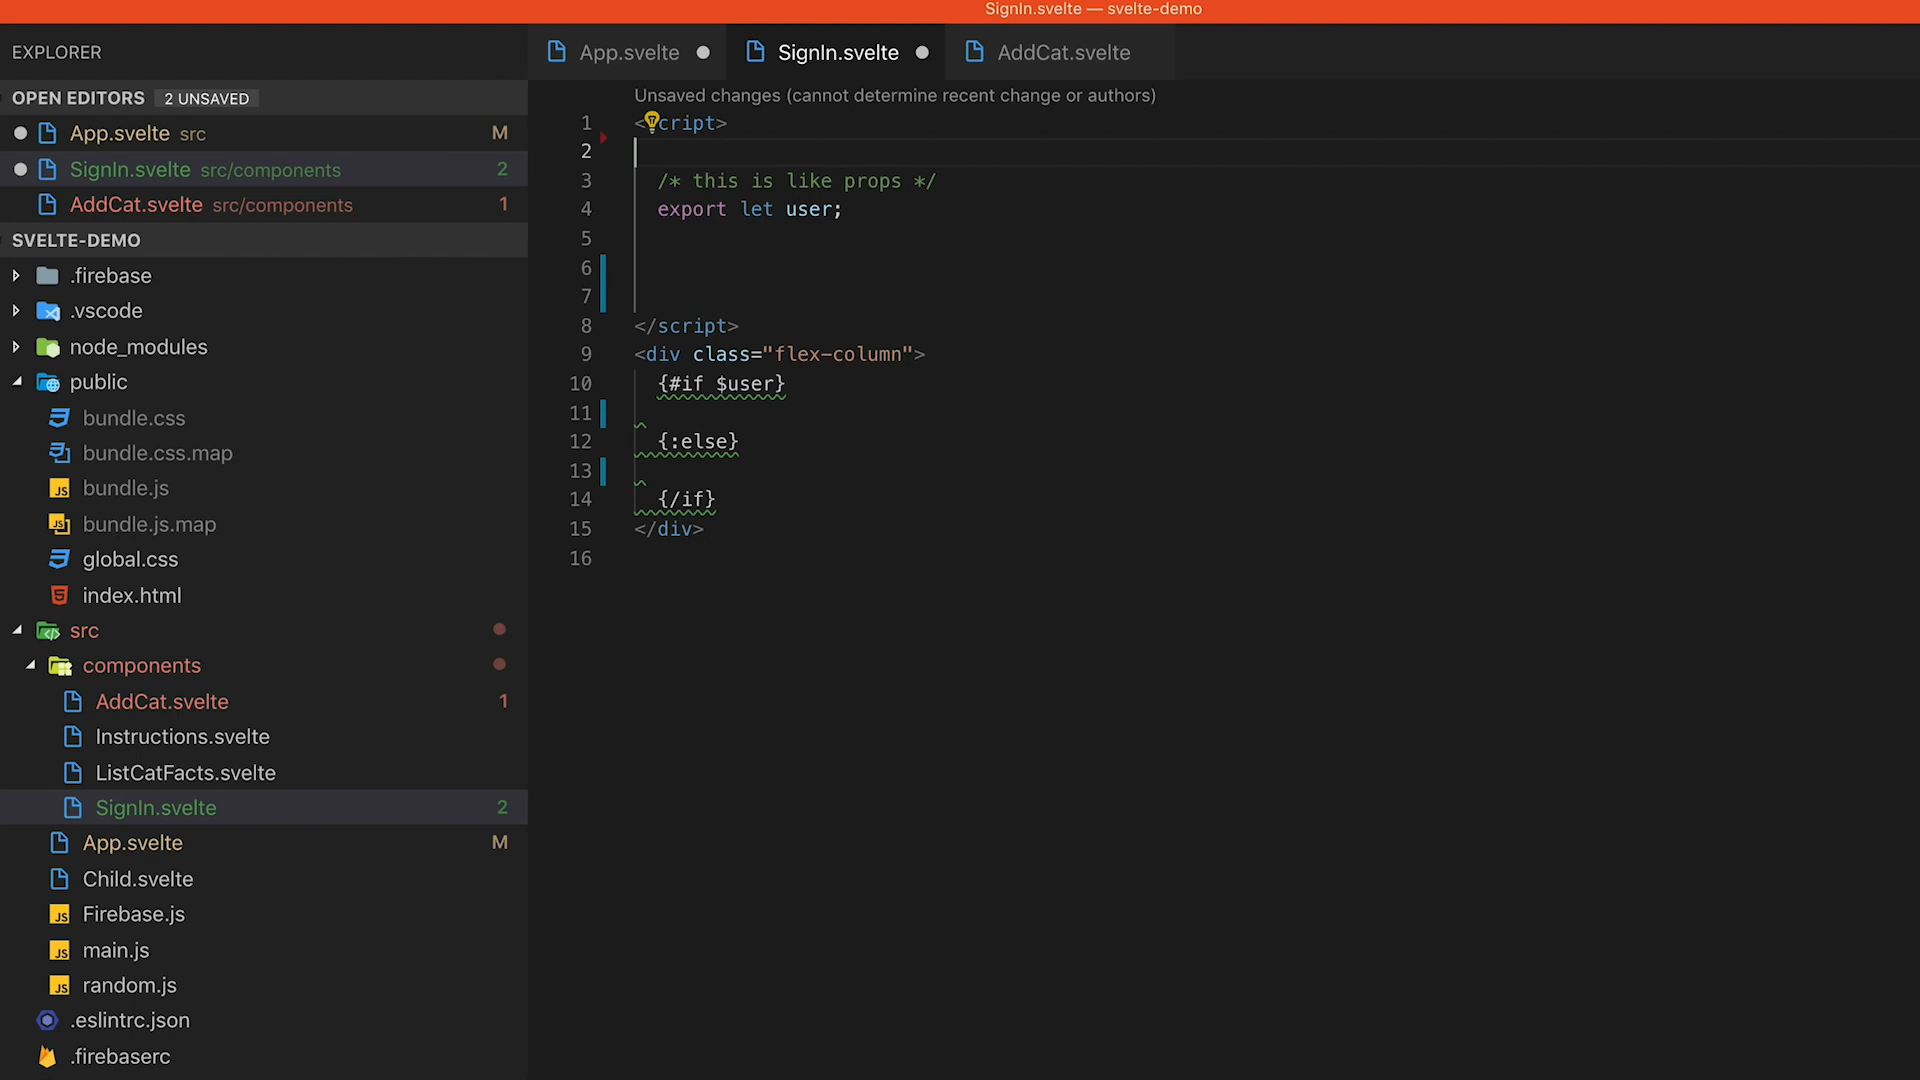 SignIn.svelte — svelte-demo
EXPLORER
OPEN EDITORS 2 UNSAVED
App.svelte src M
SignIn.svelte src/components 2
AddCat.svelte src/components 1
SVELTE-DEMO
.firebase
.vscode
node_modules
public
bundle.css
bundle.css.map
bundle.js
bundle.js.map
global.css
index.html
src
components
AddCat.svelte 1
Instructions.svelte
ListCatFacts.svelte
SignIn.svelte 2
App.svelte M
Child.svelte
Firebase.js
main.js
random.js
.eslintrc.json
.firebaserc
App.svelte SignIn.svelte AddCat.svelte
Unsaved changes (cannot determine recent change or authors)
1 <script>
2
3 /* this is like props */
4 export let user;
5
6
7
8 </script>
9 <div class="flex-column">
10 {#if $user}
11
12 {:else}
13
14 {/if}
15 </div>
16